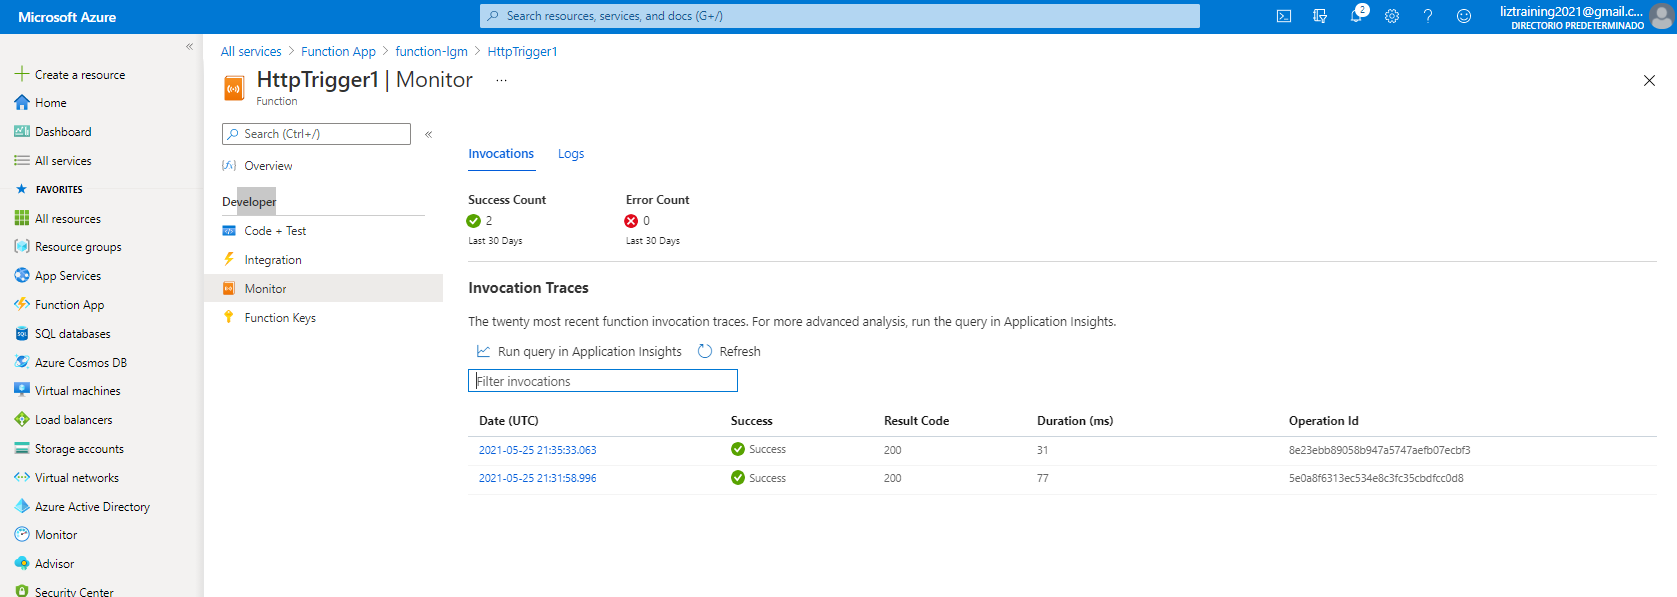 Microsoft Azure
Search resources, services, and docs (G+/)
2
liztraining2021@gmail.c...
DIRECTORIO PREDETERMINADO
«
Create a resource
Home
Dashboard
All services
FAVORITES
All resources
Resource groups
App Services
Function App
SQL databases
Azure Cosmos DB
Virtual machines
Load balancers
Storage accounts
Virtual networks
Azure Active Directory
Monitor
Advisor
Security Center
All services > Function App > function-lgm > HttpTrigger1
HttpTrigger1 | Monitor ...
Function
Search (Ctrl+/) «
Overview
Developer
Code + Test
Integration
Monitor
Function Keys
Invocations Logs
Success Count Error Count
2 0
Last 30 Days Last 30 Days
Invocation Traces
The twenty most recent function invocation traces. For more advanced analysis, run the query in Application Insights.
Run query in Application Insights Refresh
Filter invocations
Date (UTC) Success Result Code Duration (ms) Operation Id
2021-05-25 21:35:33.063 Success 200 31 8e23ebb89058b947a5747aefb07ecbf3
2021-05-25 21:31:58.996 Success 200 77 5e0a8f6313ec534e8c3fc35cbdfcc0d8